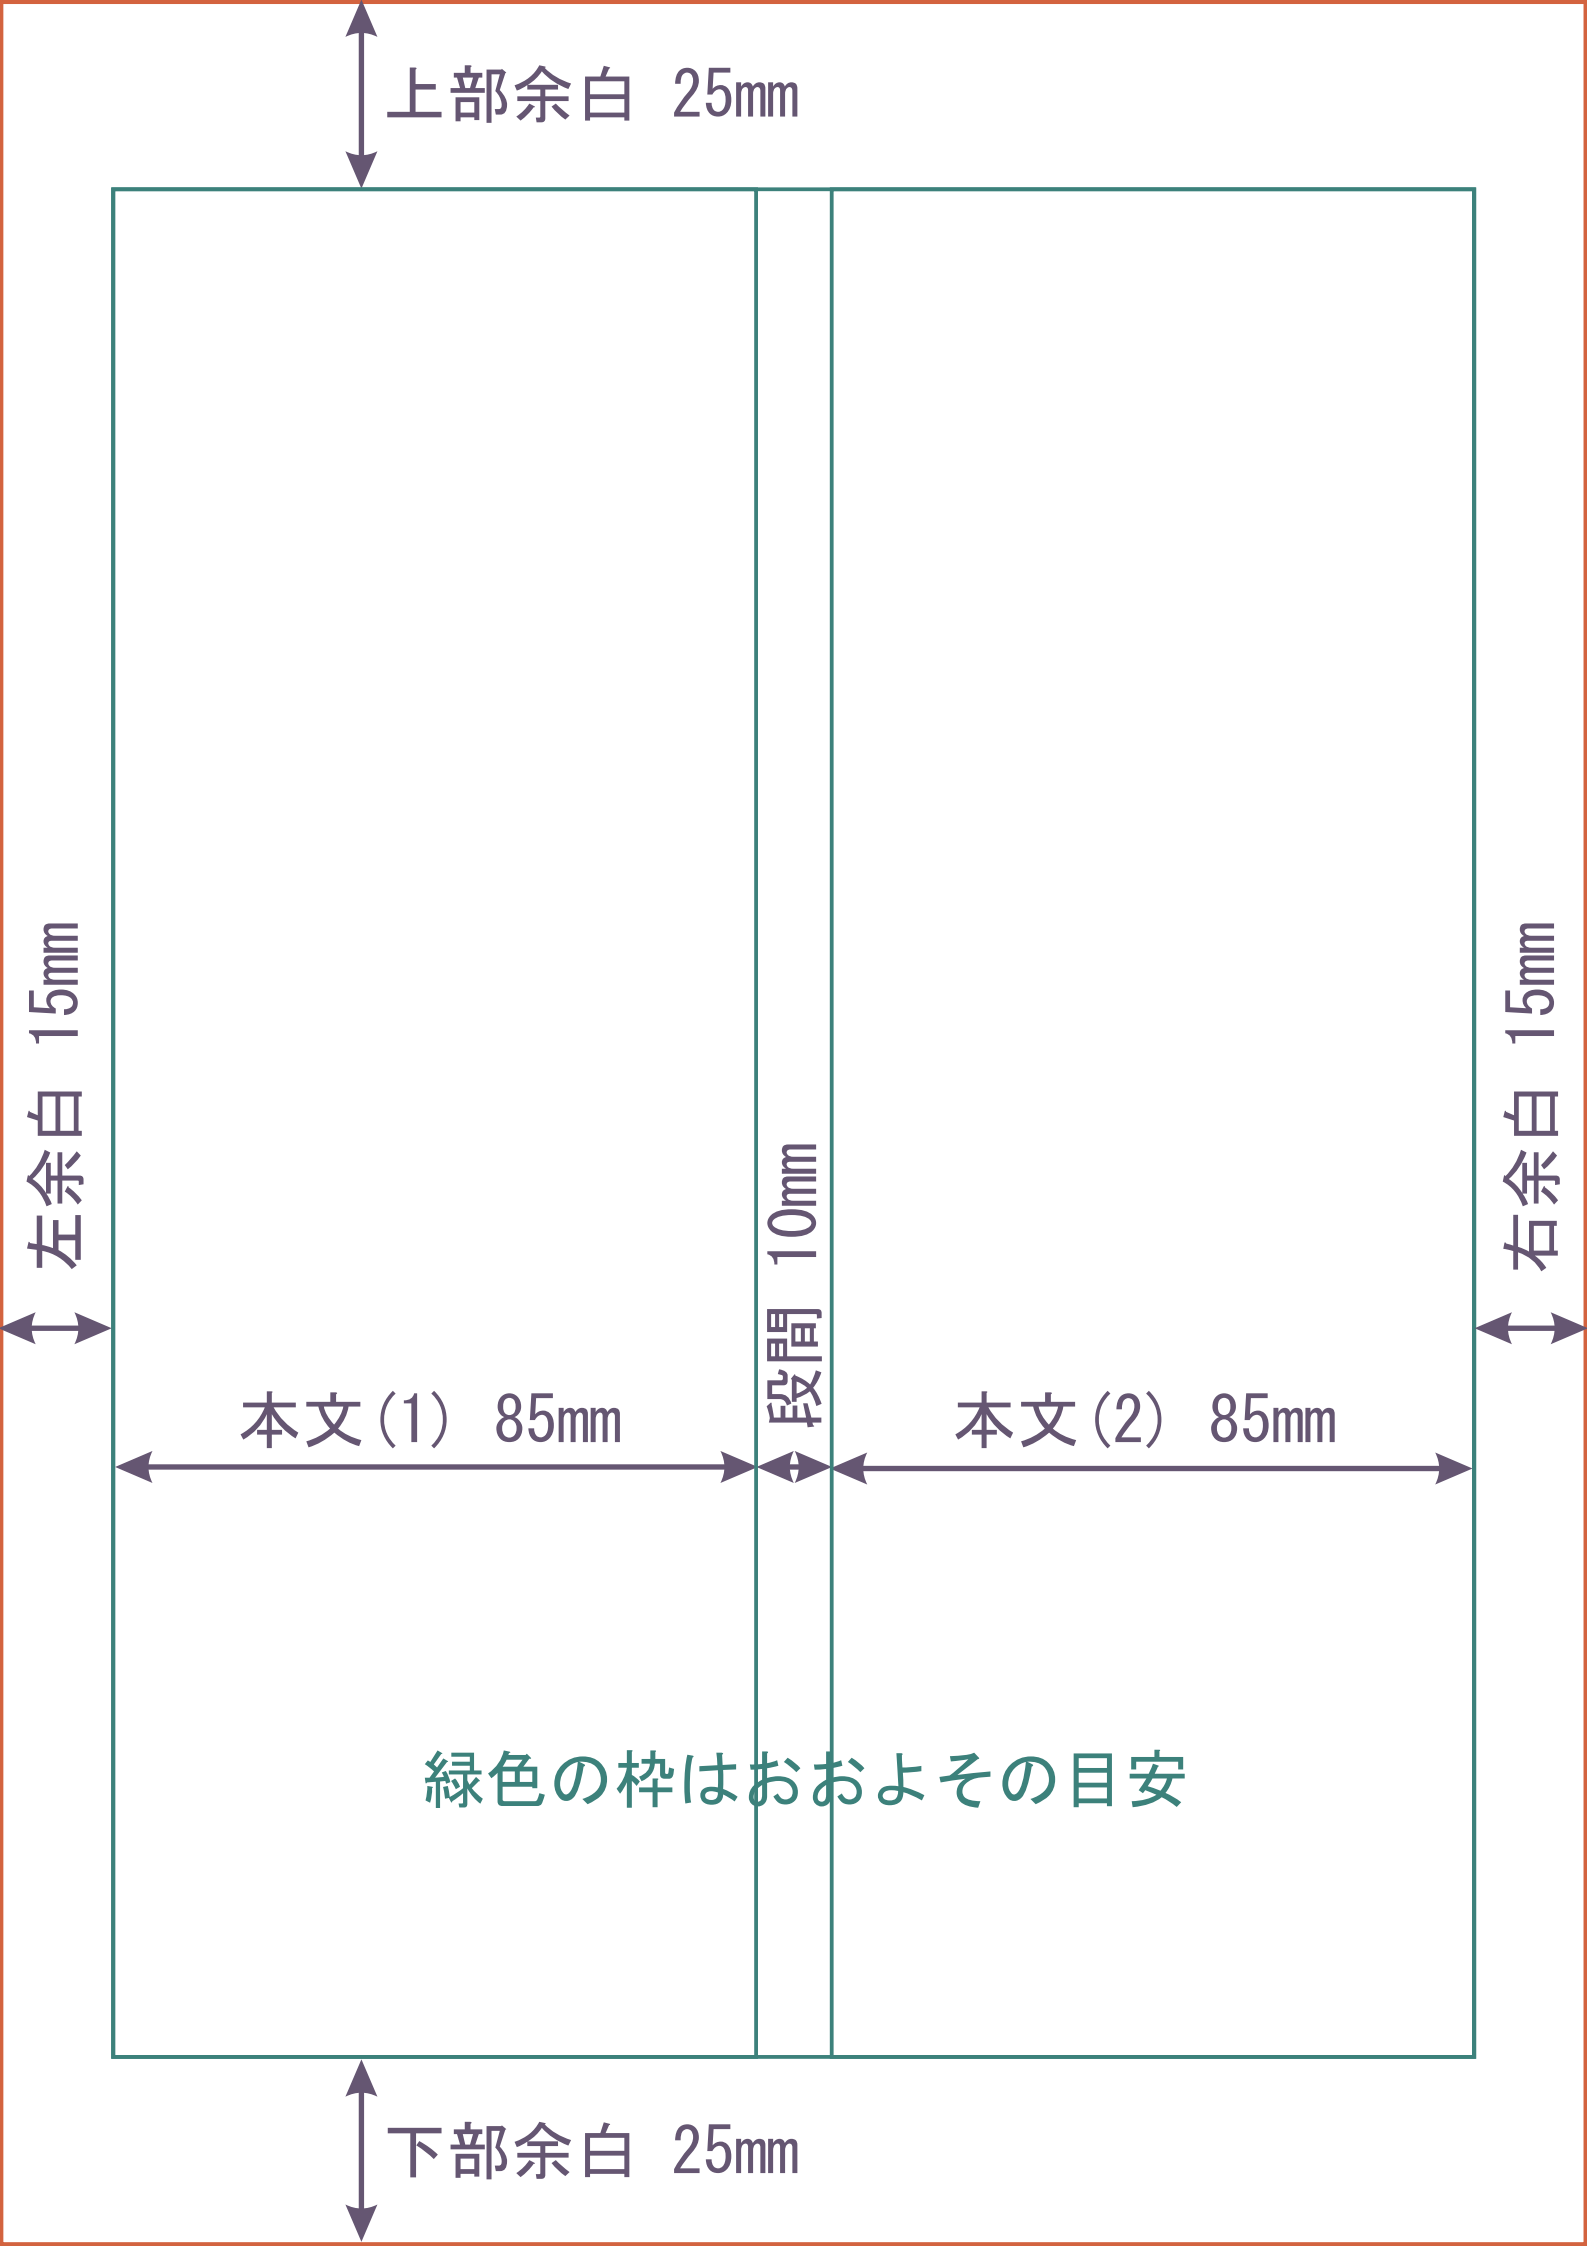 上部余白 25mm
左余白 15mm
右余白 15mm
段間 10mm
本文(1) 85mm
本文(2) 85mm
緑色の枠はおおよその目安
下部余白 25mm